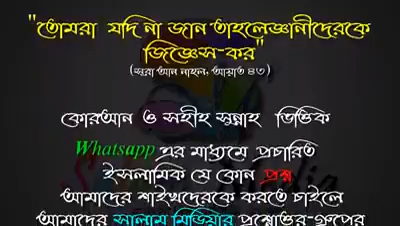 "তোমরা যদি না জান তাহলেজ্ঞানীদেরকে
জিজ্ঞেস-কর"
(সূরা আন নাহল, আয়াত ৪৩)
কোরআন ও সহীহ সুন্নাহ ভিত্তিক
Whatsapp এর মাধ্যমে প্রচারিত
ইসলামিক যে কোন প্রশ্ন
আমাদের শাইখদেরকে করতে চাইলে
আমাদের সালাম মিডিয়ার প্রশ্নোত্তর-গ্রুপের